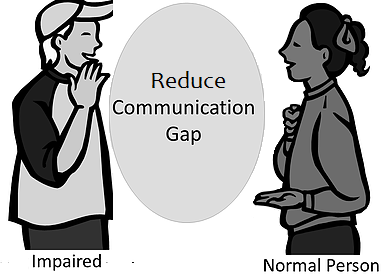 Reduce
Communication
Gap
Impaired
Normal Person